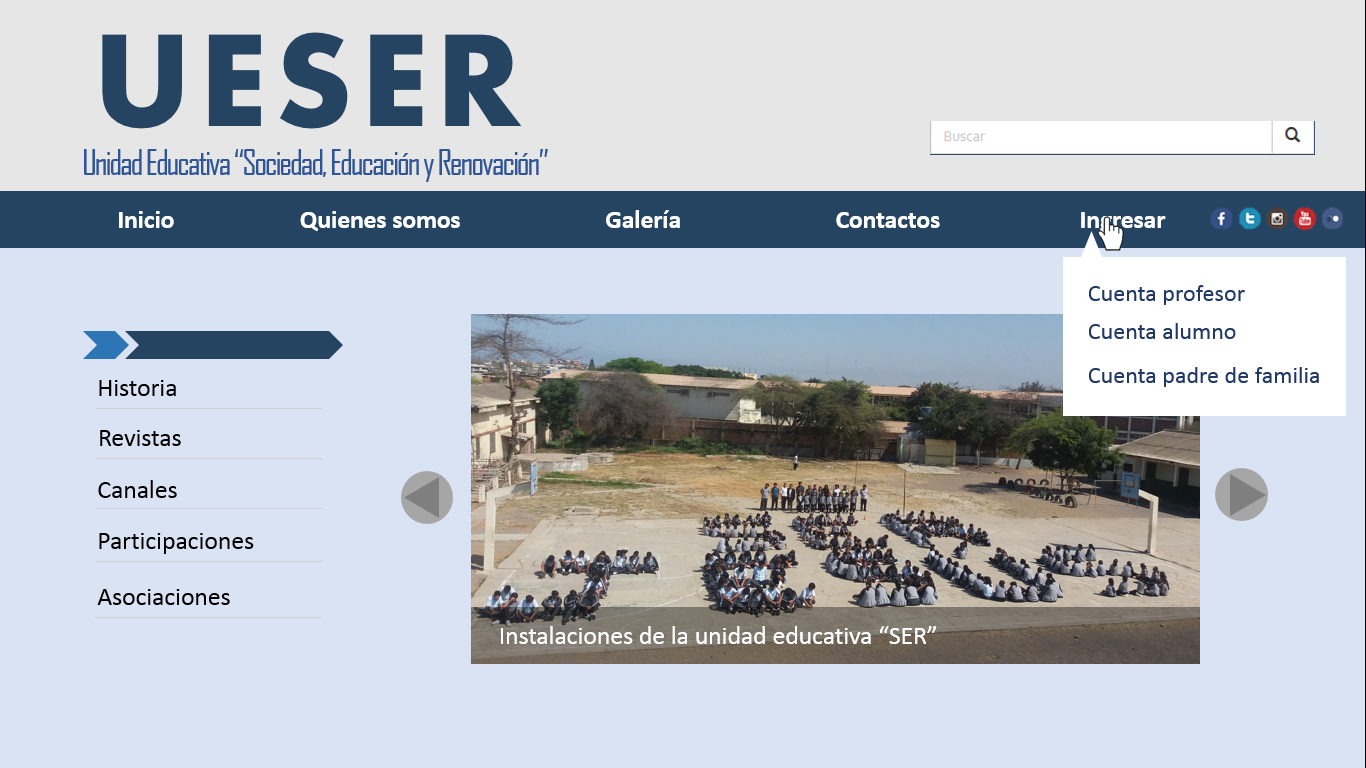 UESER
Unidad Educativa “Sociedad, Educación y Renovación”
Buscar
Inicio Quienes somos Galería Contactos Ingresar
Cuenta profesor
Cuenta alumno
Cuenta padre de familia
Historia
Revistas
Canales
Participaciones
Asociaciones
Instalaciones de la unidad educativa “SER”